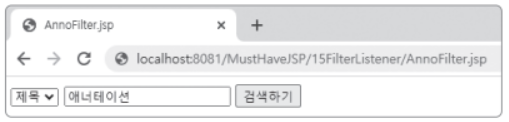 AnnoFilter.jsp
localhost:8081/MustHaveJSP/15FilterListener/AnnoFilter.jsp
제목 애너테이션 검색하기